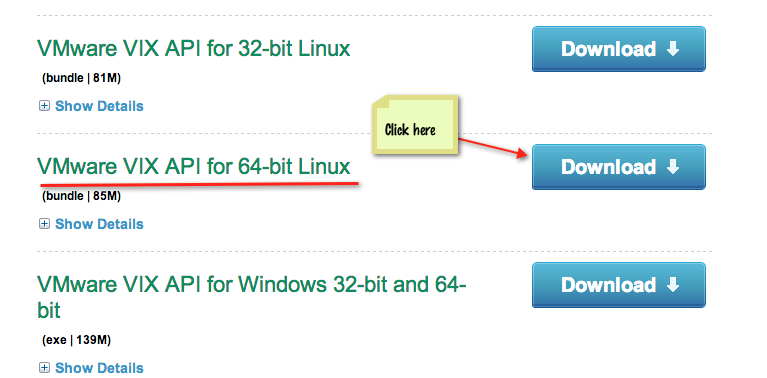 VMware VIX API for 32-bit Linux
Download
(bundle | 81M)
Show Details
Click here
VMware VIX API for 64-bit Linux
Download
(bundle | 85M)
Show Details
VMware VIX API for Windows 32-bit and 64-
bit
Download
(exe | 139M)
Show Details